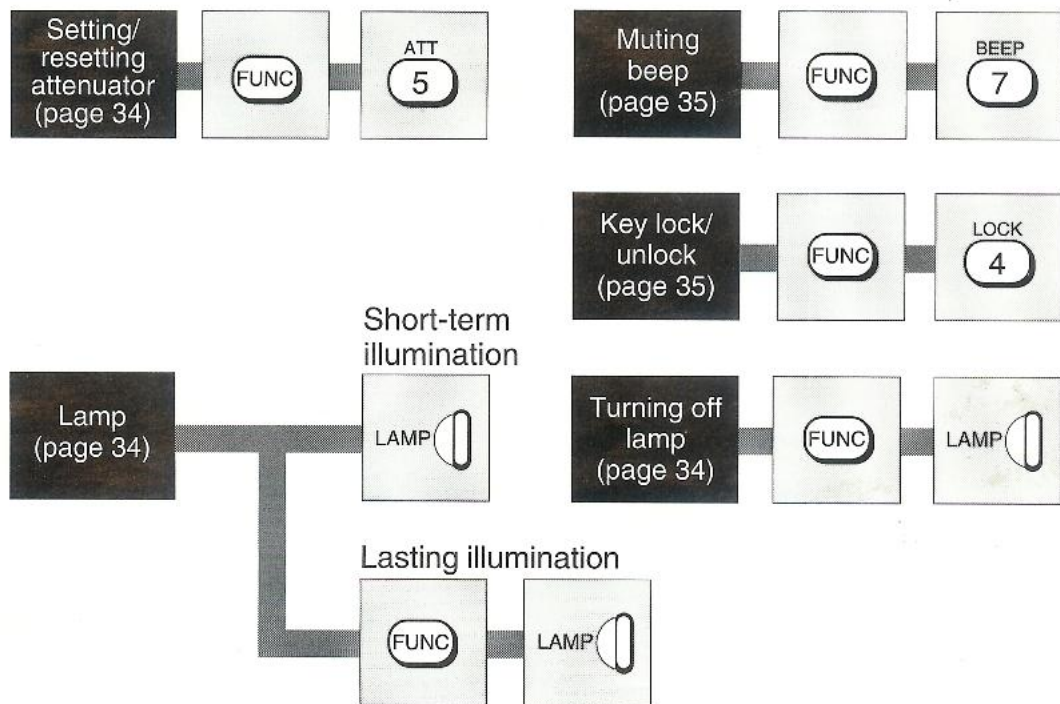 Setting/
resetting
attenuator
(page 34)
FUNC
ATT
5
Muting
beep
(page 35)
FUNC
BEEP
7
Key lock/
unlock
(page 35)
FUNC
LOCK
4
Lamp
(page 34)
Short-term
illumination
LAMP
Lasting illumination
FUNC
LAMP
Turning off
lamp
(page 34)
FUNC
LAMP